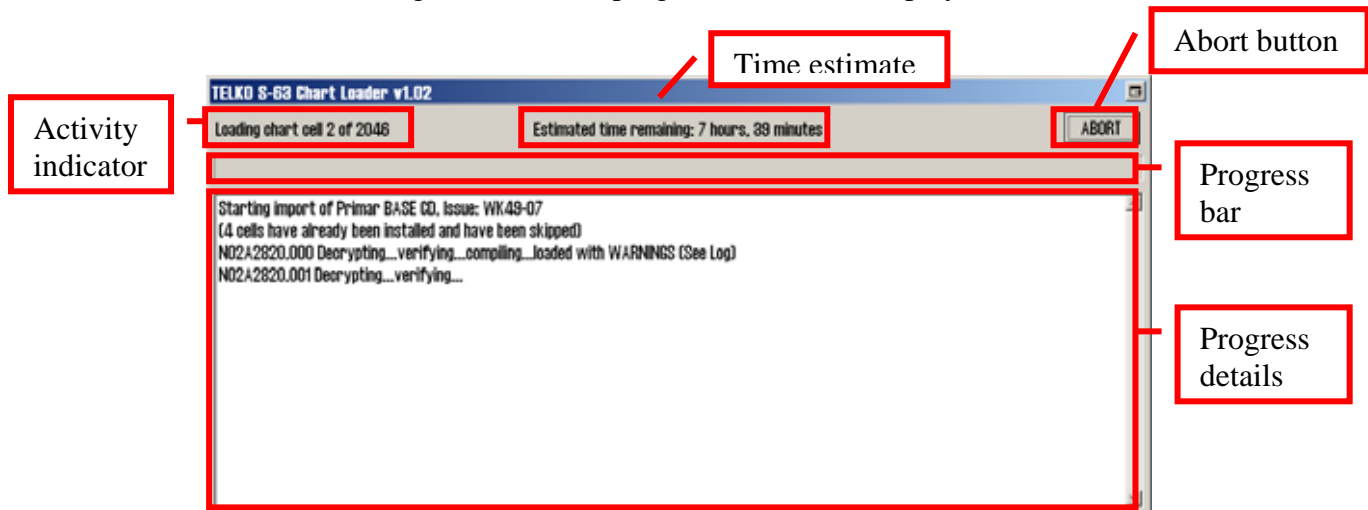 Time estimate
Abort button
TELKO S-63 Chart Loader v1.02
Activity
indicator
Loading chart cell 2 of 2046
Estimated time remaining: 7 hours, 39 minutes
ABORT
Progress
bar
Starting import of Primar BASE CD, Issue: WK49-07
(4 cells have already been installed and have been skipped)
NO2A2820.000 Decrypting...verifying...compiling...loaded with WARNINGS (See Log)
NO2A2820.001 Decrypting...verifying...
Progress
details